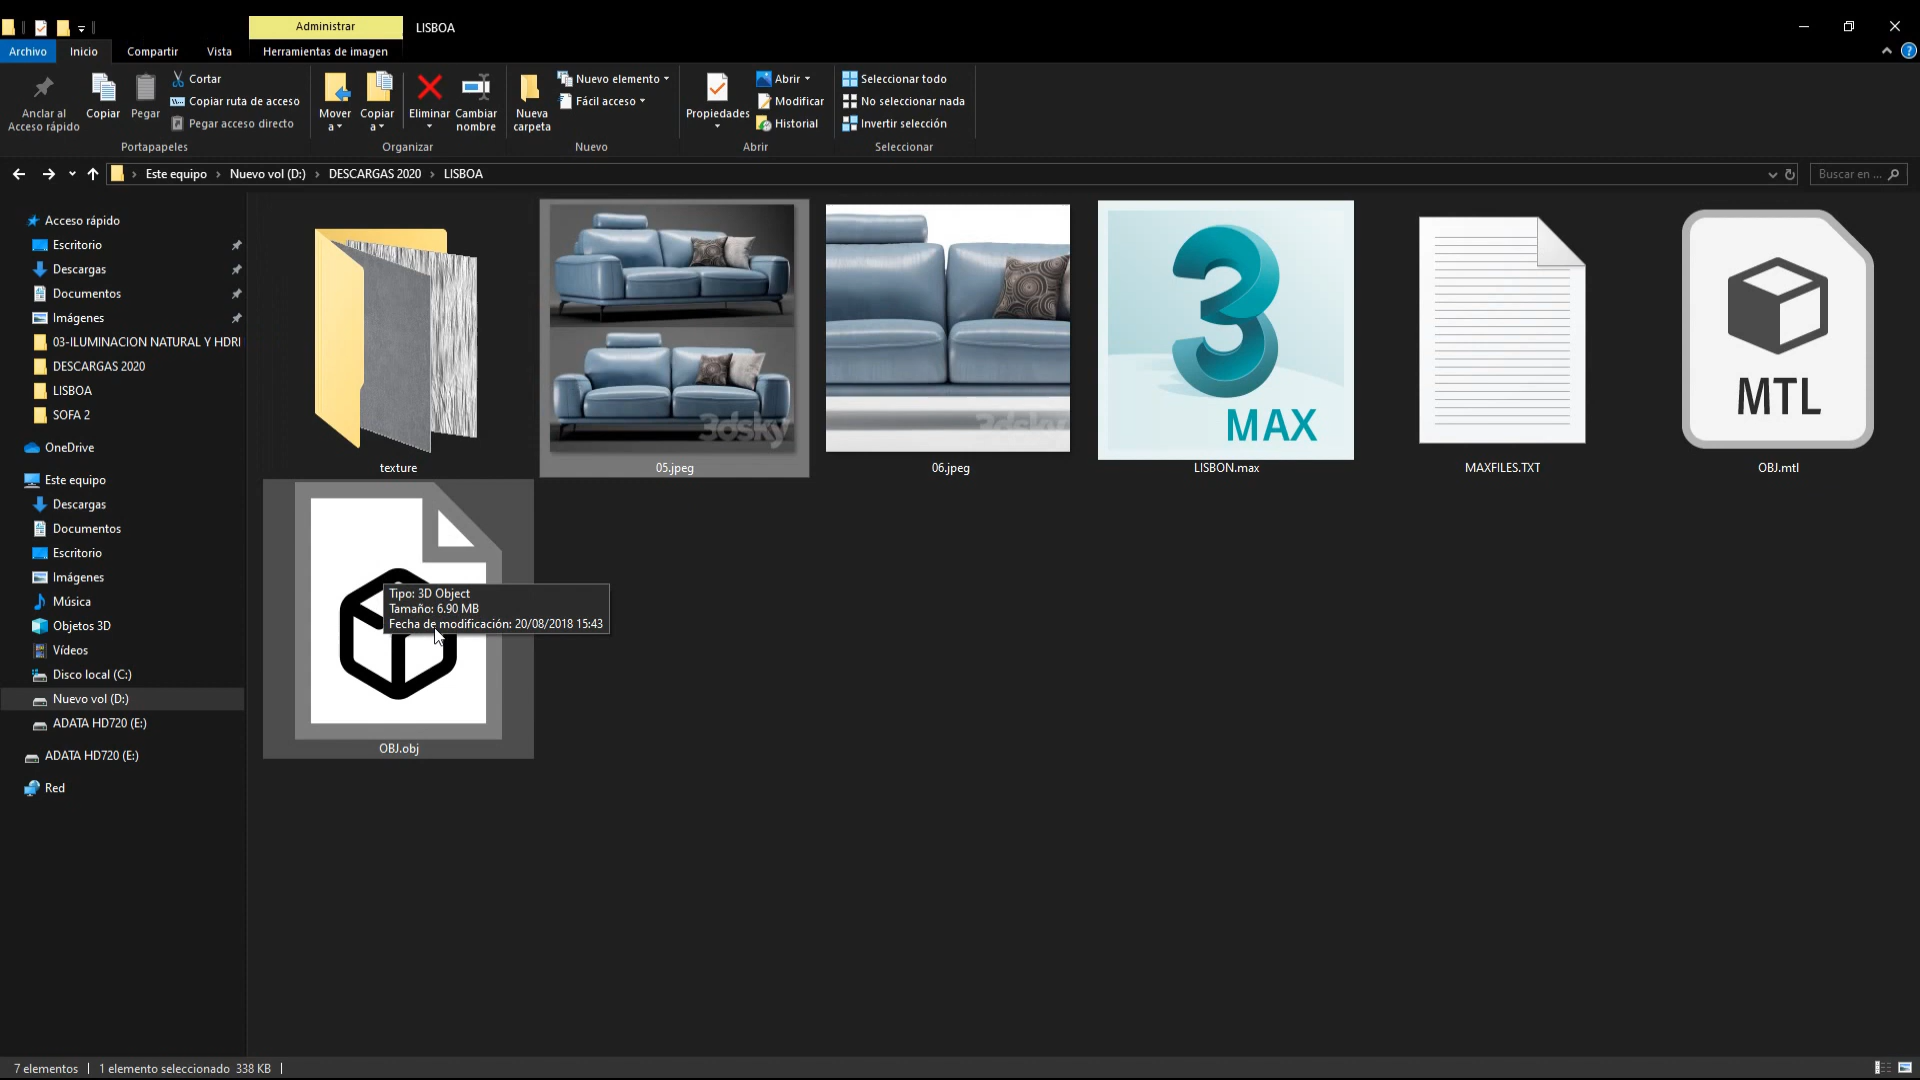 Administrar
LISBOA
Archivo
Inicio
Compartir
Vista
Herramientas de imagen
Anclar al
Acceso rápido
Copiar
Pegar
Cortar
Copiar ruta de acceso
Pegar acceso directo
Portapapeles
Mover
a
Copiar
a
Eliminar
Cambiar
nombre
Organizar
Nueva
carpeta
Nuevo elemento
Fácil acceso
Nuevo
Propiedades
Abrir
Modificar
Historial
Abrir
Seleccionar todo
No seleccionar nada
Invertir selección
Seleccionar
Este equipo > Nuevo vol (D:) > DESCARGAS 2020 > LISBOA
Buscar en ...
Acceso rápido
Escritorio
Descargas
Documentos
Imágenes
03-ILUMINACION NATURAL Y HDRI
DESCARGAS 2020
LISBOA
SOFA 2
OneDrive
Este equipo
Descargas
Documentos
Escritorio
Imágenes
Música
Objetos 3D
Vídeos
Disco local (C:)
Nuevo vol (D:)
ADATA HD720 (E:)
ADATA HD720 (E:)
Red
texture
3dsky
05.jpeg
3dsky
06.jpeg
3
MAX
LISBON.max
MAXFILES.TXT
MTL
OBJ.mtl
Tipo: 3D Object
Tamaño: 6.90 MB
Fecha de modificación: 20/08/2018 15:43
OBJ.obj
7 elementos
1 elemento seleccionado 338 KB